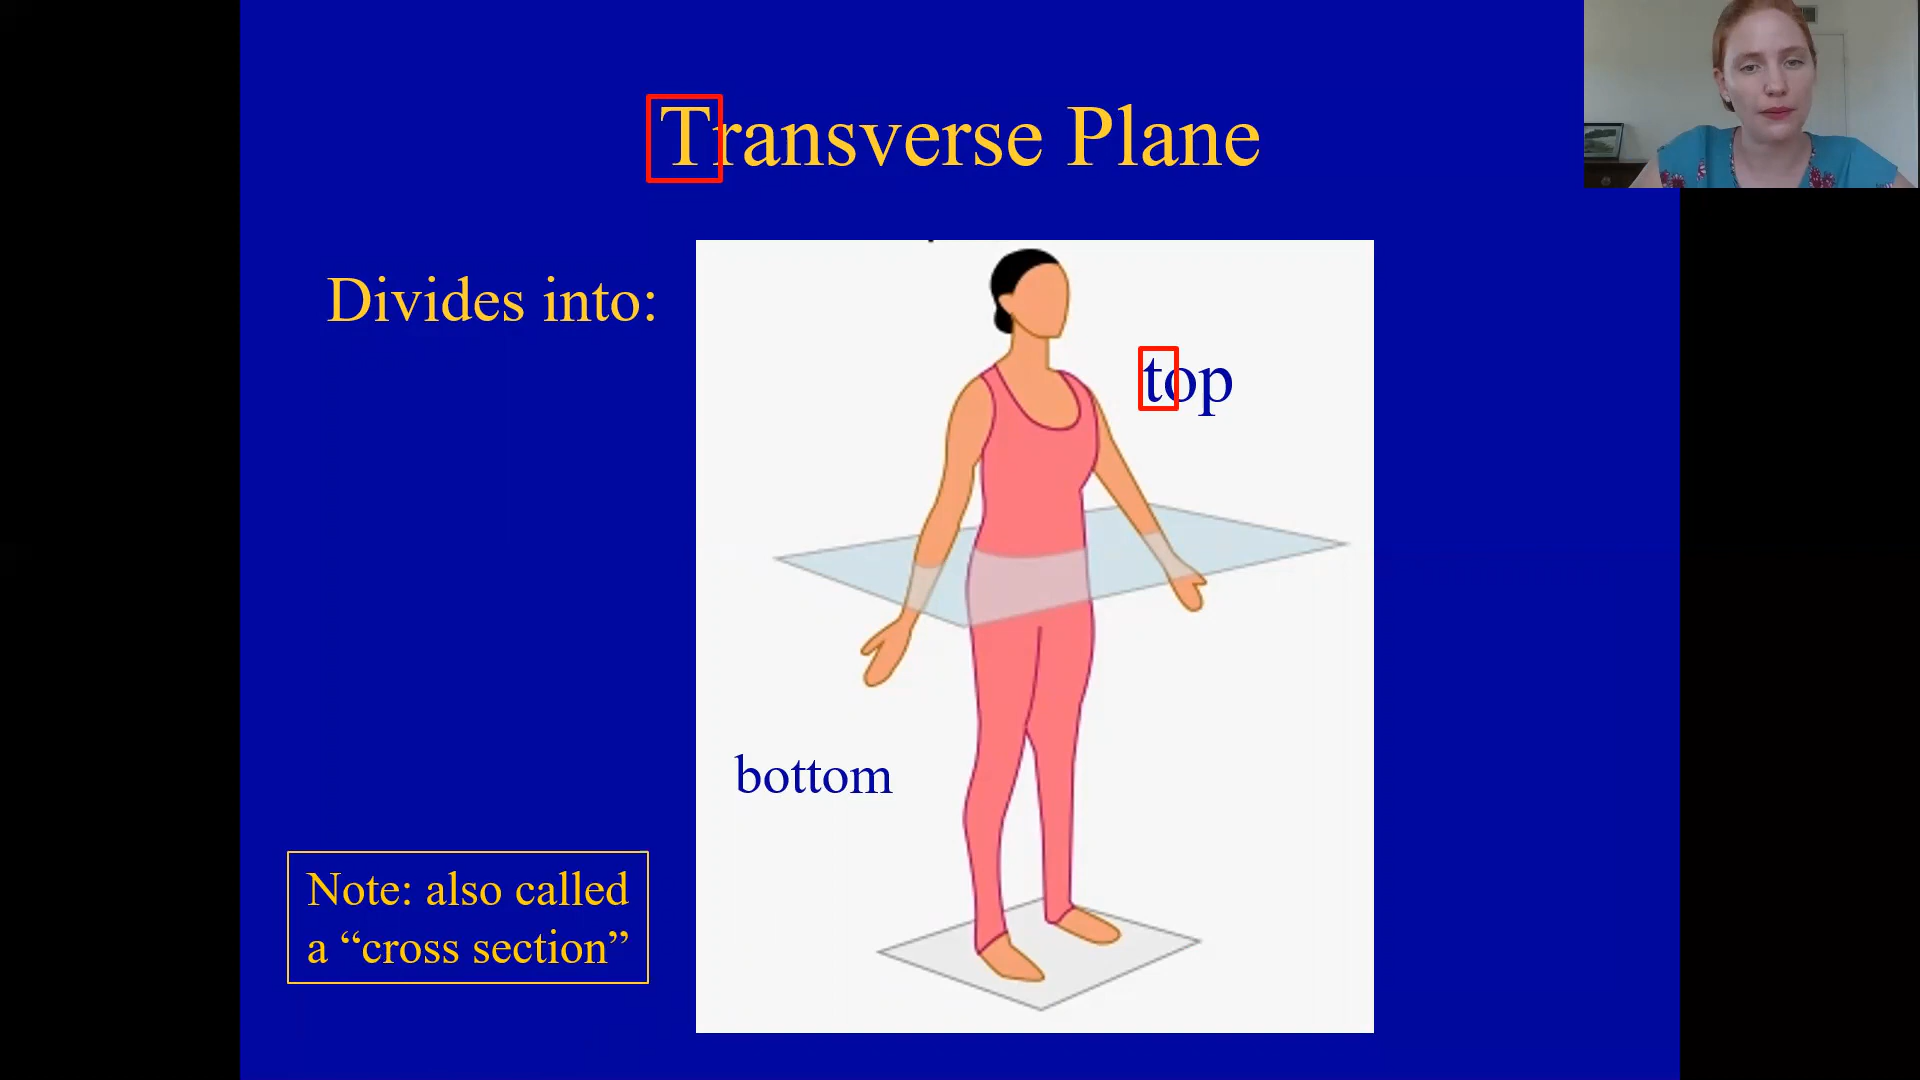 Transverse Plane
Divides into:
top
bottom
Note: also called
a “cross section”